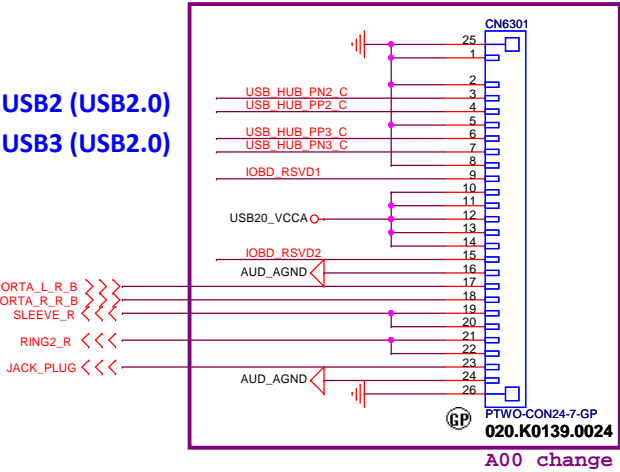 CN6301
25
1
2
USB_HUB_PN2_C
3
USB2 (USB2.0)
USB_HUB_PP2_C
4
5
USB_HUB_PP3_C
6
USB3 (USB2.0)
USB_HUB_PN3_C
7
8
IOBD_RSVD1
9
10
11
USB20_VCCA
12
13
14
IOBD_RSVD2
15
AUD_AGND
16
PORTA_L_R_B
17
PORTA_R_R_B
18
SLEEVE_R
19
20
RING2_R
21
22
JACK_PLUG
23
AUD_AGND
24
26
GP
PTWO-CON24-7-GP
020.K0139.0024
A00 change